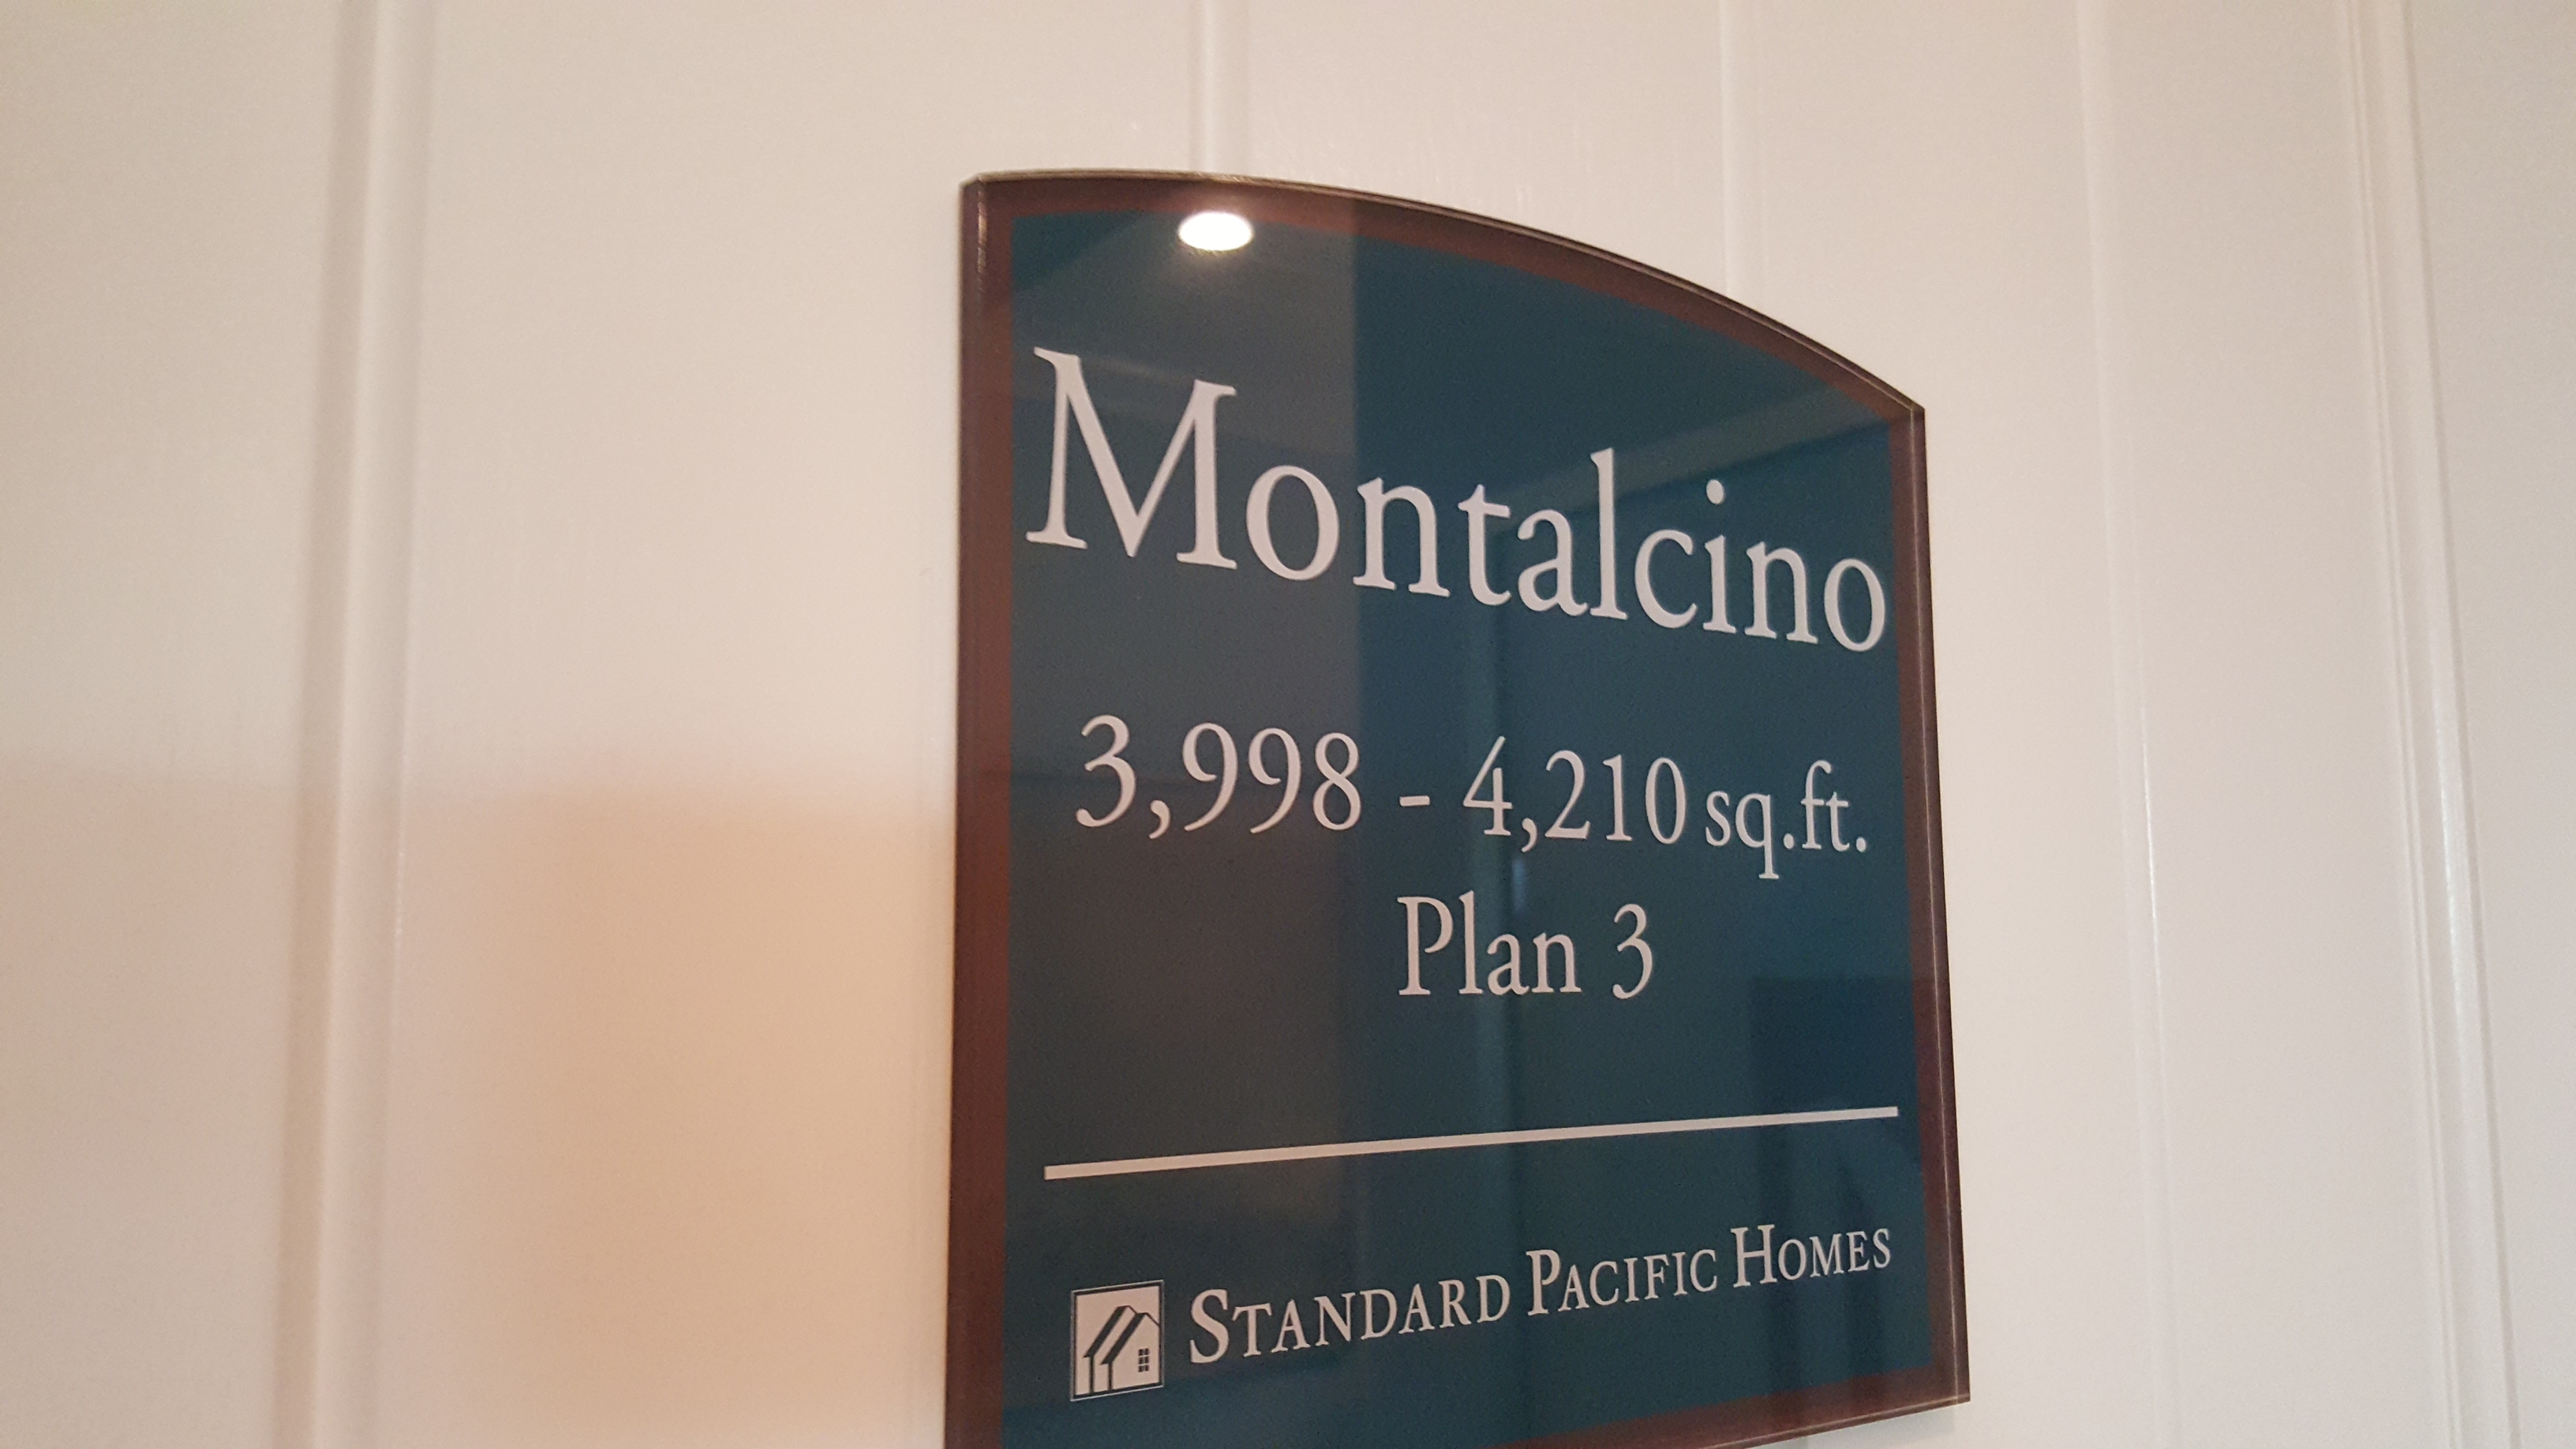 Montalcino
3,998 - 4,210 sq.ft.
Plan 3
STANDARD PACIFIC HOMES